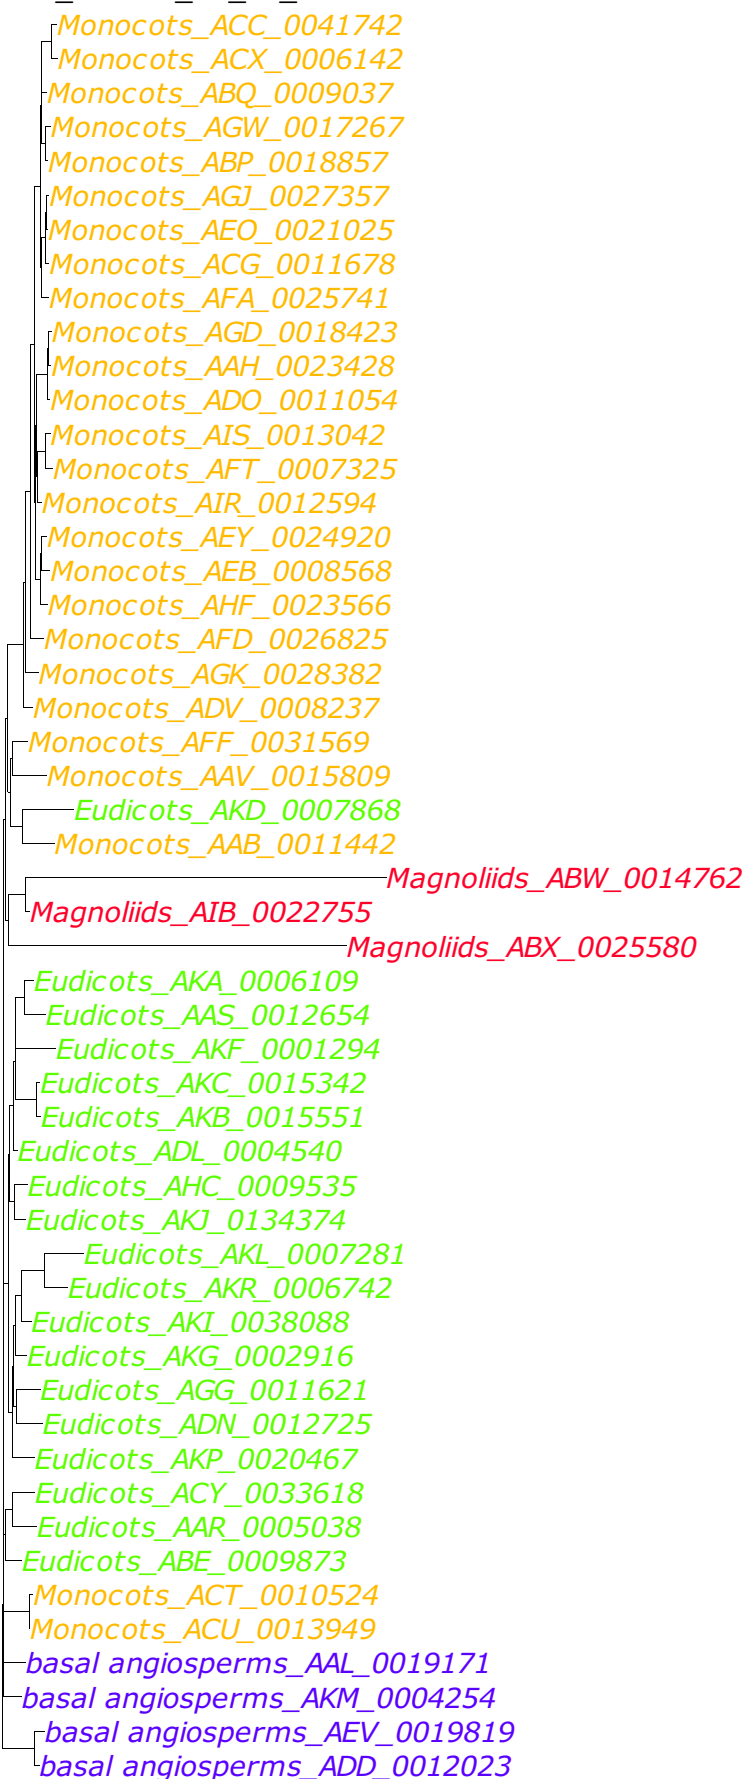 Monocots_ACC_0041742
Monocots_ACX_0006142
Monocots_ABQ_0009037
Monocots_AGW_0017267
Monocots_ABP_0018857
Monocots_AGJ_0027357
Monocots_AEO_0021025
Monocots_ACG_0011678
Monocots_AFA_0025741
Monocots_AGD_0018423
Monocots_AAH_0023428
Monocots_ADO_0011054
Monocots_AIS_0013042
Monocots_AFT_0007325
Monocots_AIR_0012594
Monocots_AEY_0024920
Monocots_AEB_0008568
Monocots_AHF_0023566
Monocots_AFD_0026825
Monocots_AGK_0028382
Monocots_ADV_0008237
Monocots_AFF_0031569
Monocots_AAV_0015809
Eudicots_AKD_0007868
Monocots_AAB_0011442
Magnoliids_ABW_0014762
Magnoliids_AIB_0022755
Magnoliids_ABX_0025580
Eudicots_AKA_0006109
Eudicots_AAS_0012654
Eudicots_AKF_0001294
Eudicots_AKC_0015342
Eudicots_AKB_0015551
Eudicots_ADL_0004540
Eudicots_AHC_0009535
Eudicots_AKJ_0134374
Eudicots_AKL_0007281
Eudicots_AKR_0006742
Eudicots_AKI_0038088
Eudicots_AKG_0002916
Eudicots_AGG_0011621
Eudicots_ADN_0012725
Eudicots_AKP_0020467
Eudicots_ACY_0033618
Eudicots_AAR_0005038
Eudicots_ABE_0009873
Monocots_ACT_0010524
Monocots_ACU_0013949
basal angiosperms_AAL_0019171
basal angiosperms_AKM_0004254
basal angiosperms_AEV_0019819
basal angiosperms_ADD_0012023